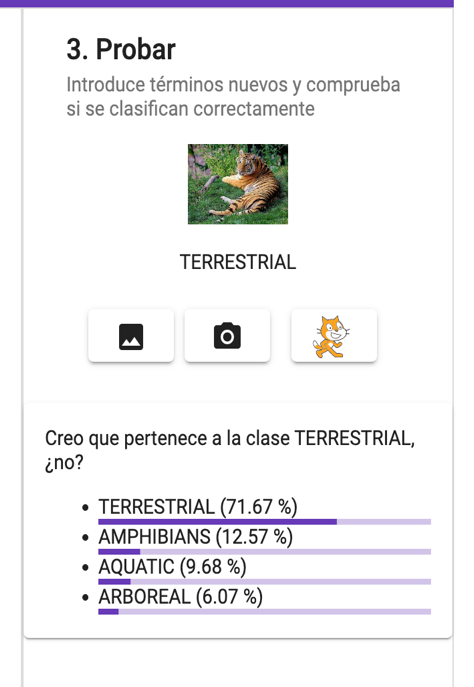 3. Probar
Introduce términos nuevos y comprueba
si se clasifican correctamente
TERRESTRIAL
Creo que pertenece a la clase TERRESTRIAL,
¿no?
TERRESTRIAL (71.67 %)
AMPHIBIANS (12.57 %)
AQUATIC (9.68 %)
ARBOREAL (6.07 %)